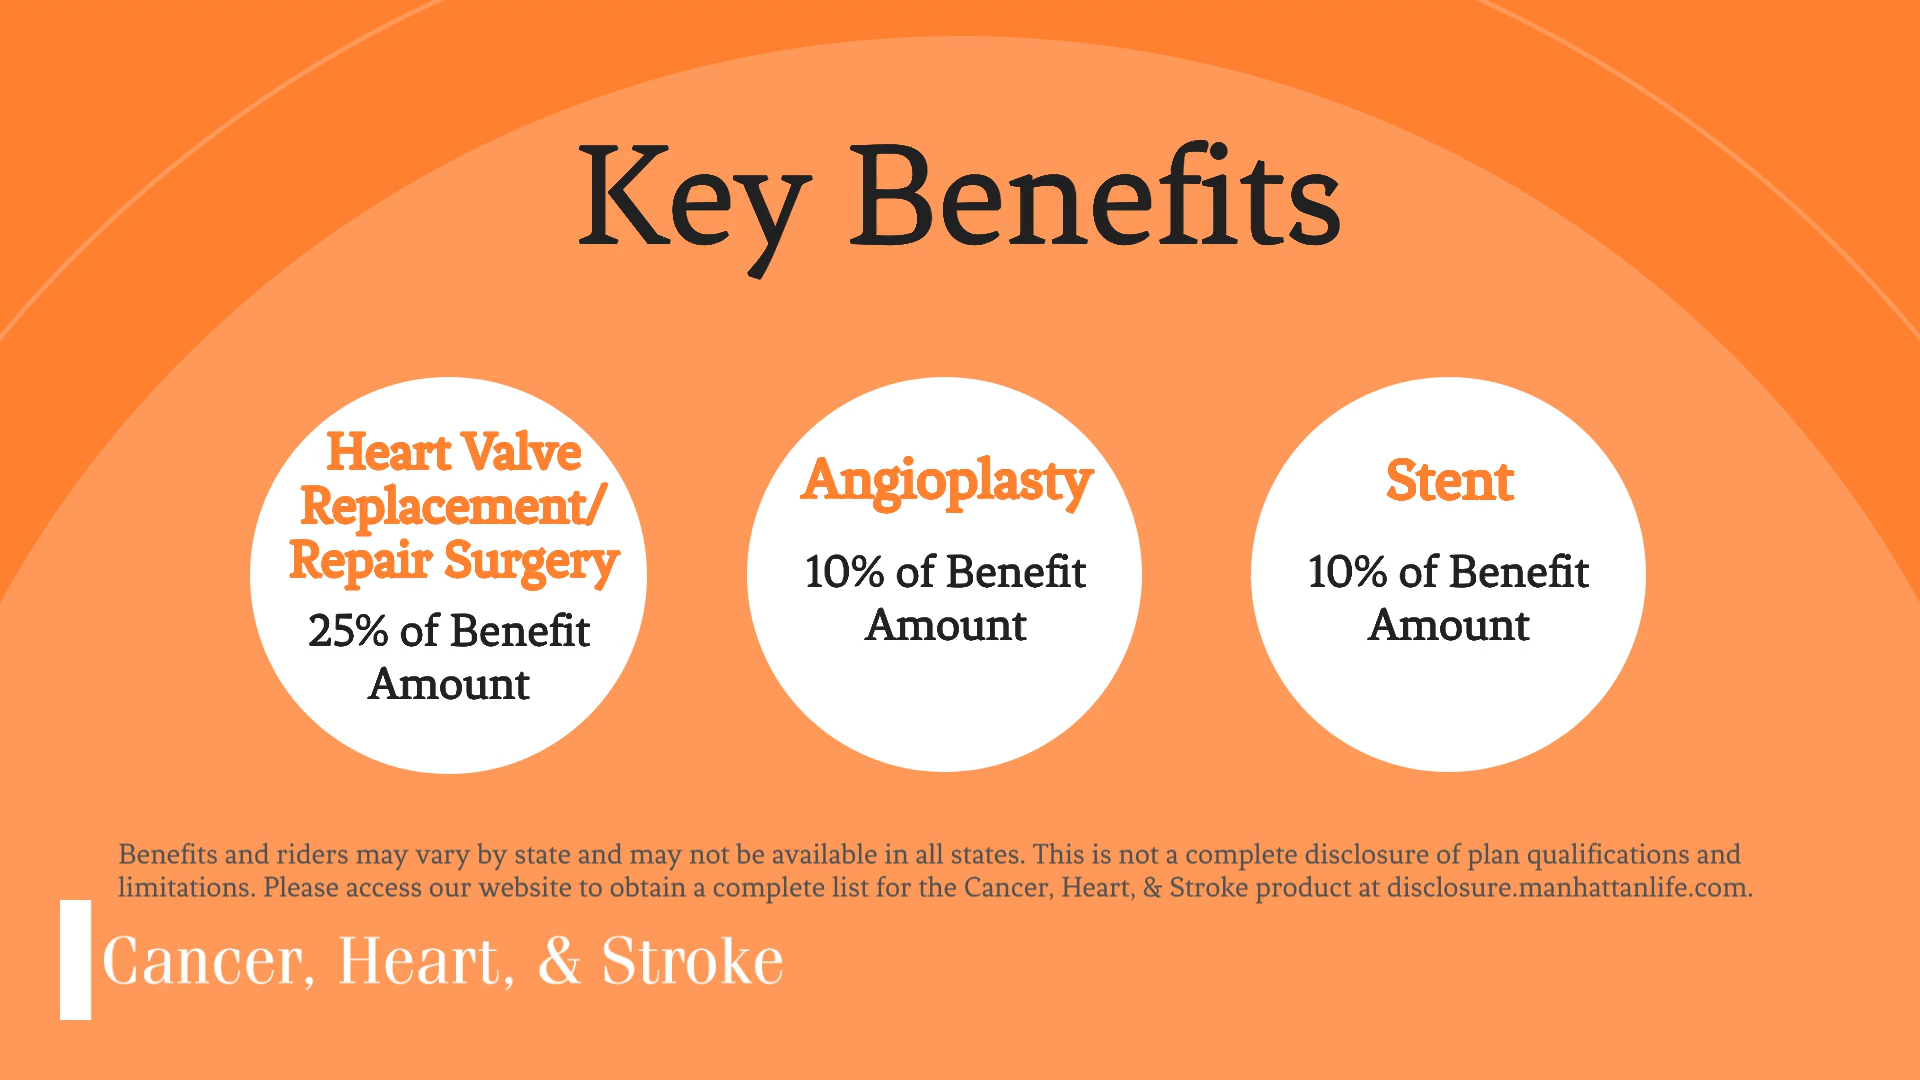 Key Benefits
Heart Valve
Replacement/
Repair Surgery
25% of Benefit
Amount
Angioplasty
10% of Benefit
Amount
Stent
10% of Benefit
Amount
Benefits and riders may vary by state and may not be available in all states. This is not a complete disclosure of plan qualifications and
limitations. Please access our website to obtain a complete list for the Cancer, Heart, & Stroke product at disclosure.manhattanlife.com.
Cancer, Heart, & Stroke